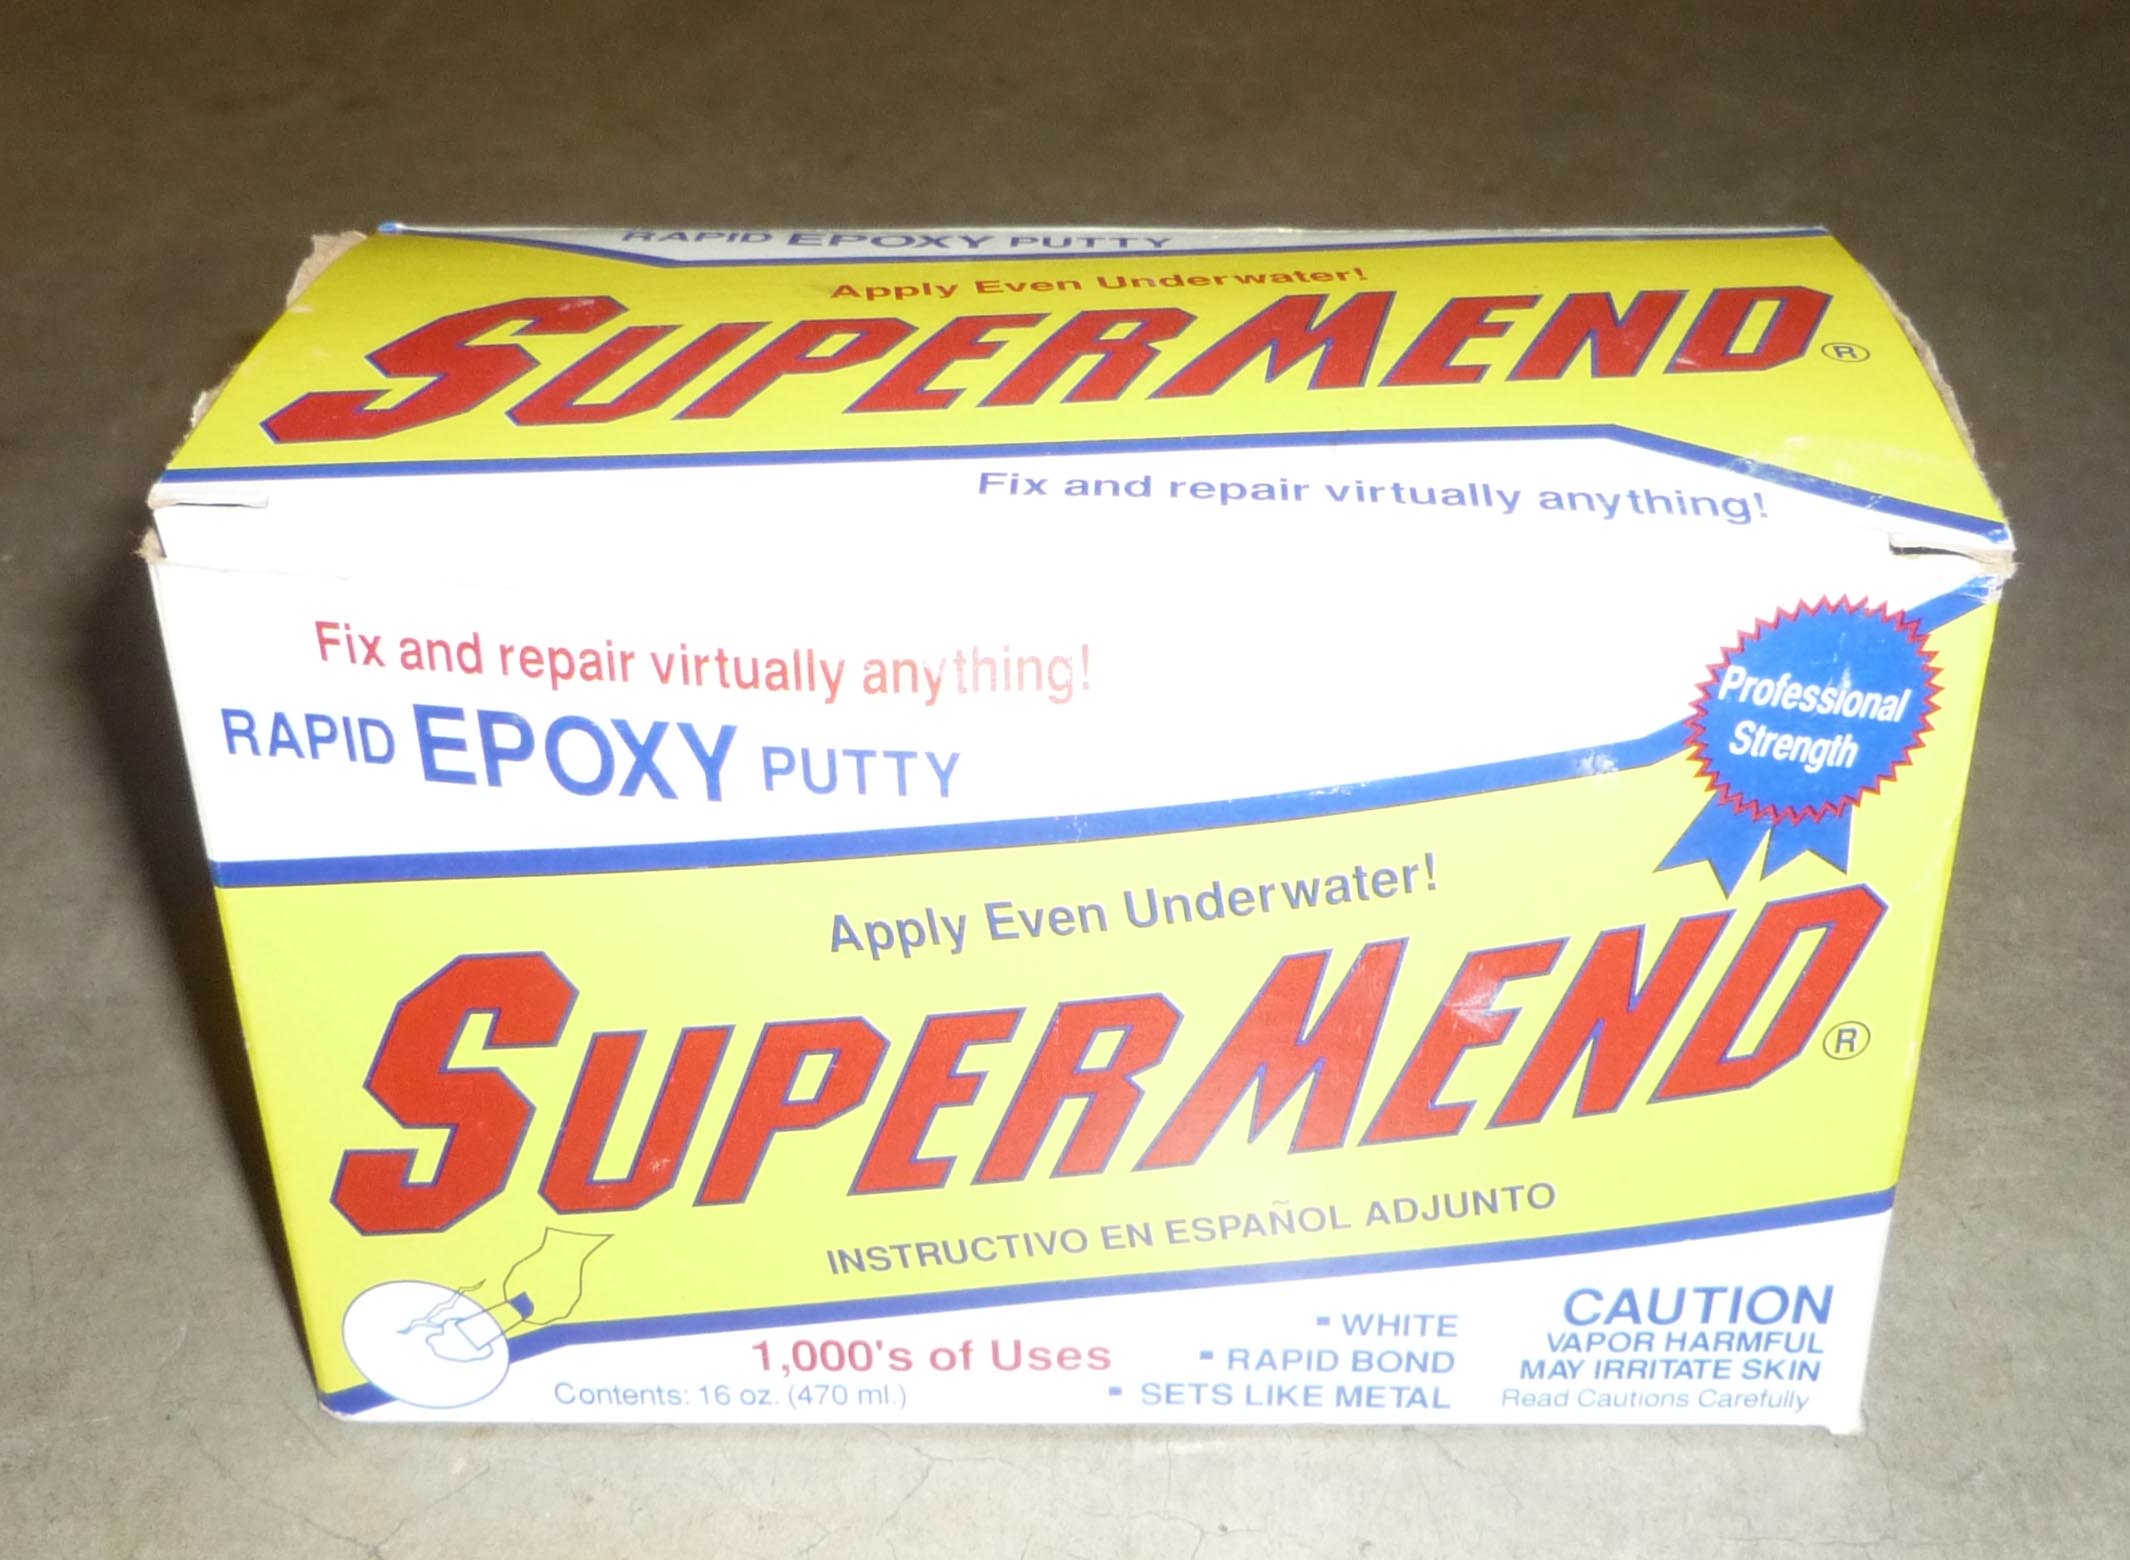 RAPID EPOXY PUTTY
Apply Even Underwater!
SUPERMEND®
Fix and repair virtually anything!
Fix and repair virtually anything!
RAPID EPOXY PUTTY
Professional
Strength
Apply Even Underwater!
SUPERMEND®
INSTRUCTIVO EN ESPAÑOL ADJUNTO
1,000's of Uses
Contents: 16 oz. (470 ml.)
▪ WHITE
▪ RAPID BOND
▪ SETS LIKE METAL
CAUTION
VAPOR HARMFUL
MAY IRRITATE SKIN
Read Cautions Carefully